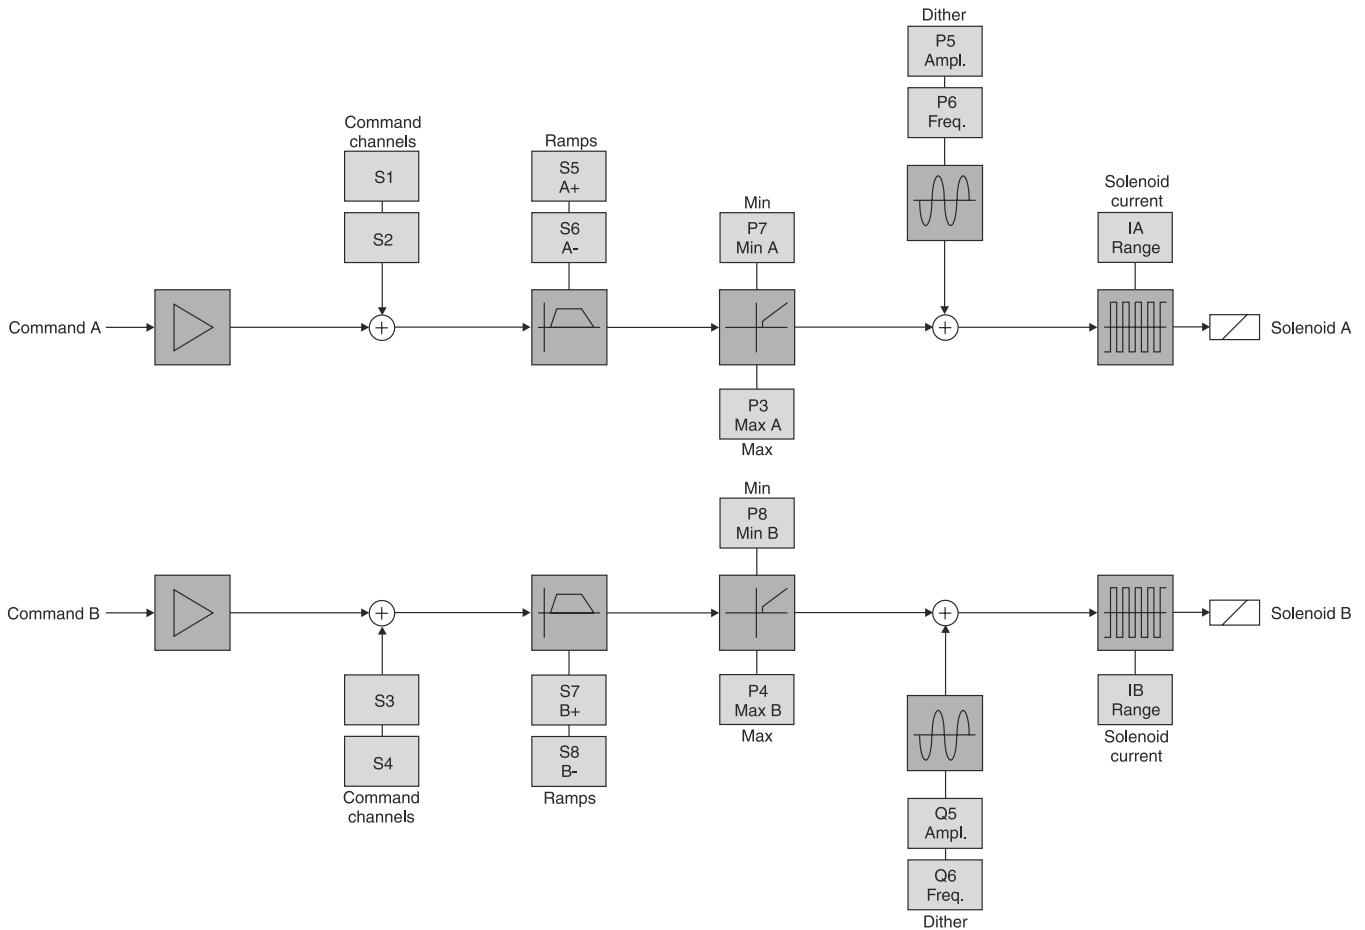 Dither
P5
Ampl.
P6
Freq.
Command
channels
S1
S2
Ramps
S5
A+
S6
A-
Min
P7
Min A
Solenoid
current
IA
Range
Command A
Solenoid A
P3
Max A
Max
Min
P8
Min B
Command B
Solenoid B
S3
S4
Command
channels
S7
B+
S8
B-
Ramps
P4
Max B
Max
IB
Range
Solenoid
current
Q5
Ampl.
Q6
Freq.
Dither